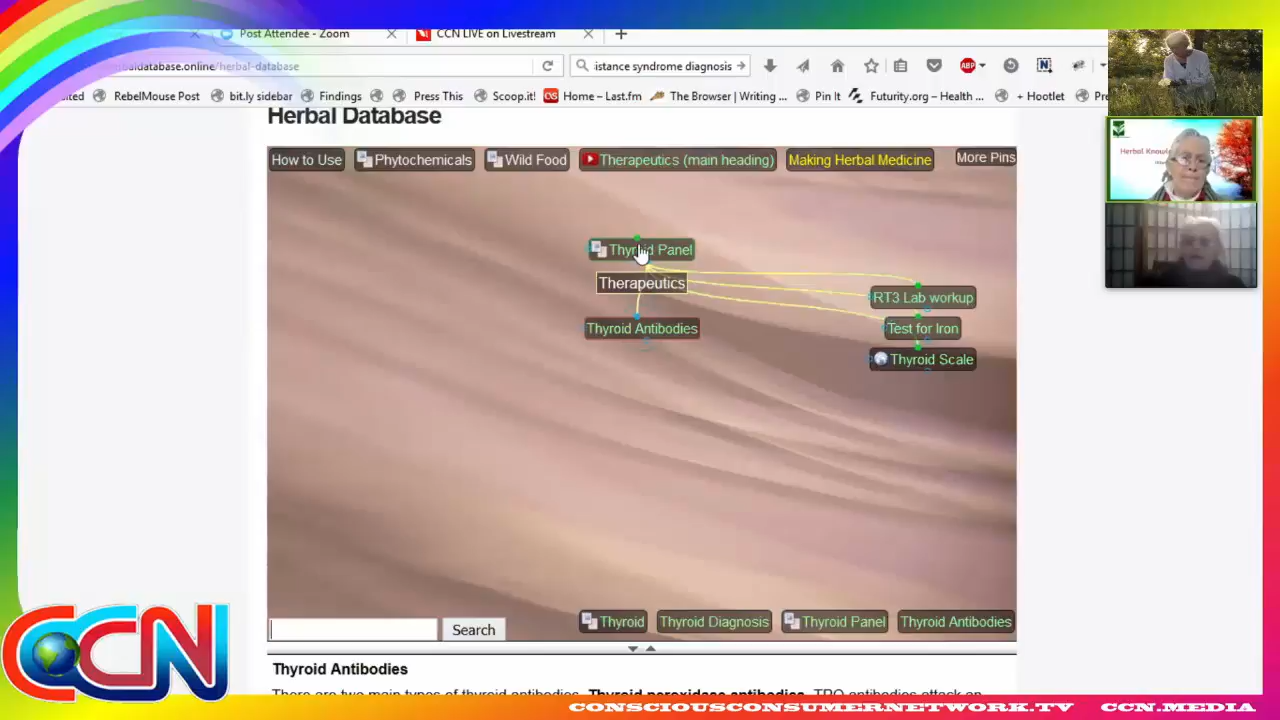 Post Attendee - Zoom
CCN LIVE on Livestream
baldatabase.online/herbal-database
istance syndrome diagnosis
ABP
RebelMouse Post
bit.ly sidebar
Findings
Press This
Scoop.it!
Home – Last.fm
The Browser | Writing ...
Pin It
Futurity.org – Health ...
+ Hootlet
Herbal Database
How to Use
Phytochemicals
Wild Food
Therapeutics (main heading)
Making Herbal Medicine
More Pins
Thyroid Panel
Therapeutics
Thyroid Antibodies
RT3 Lab workup
Test for Iron
Thyroid Scale
Search
Thyroid
Thyroid Diagnosis
Thyroid Panel
Thyroid Antibodies
Thyroid Antibodies
There are two main types of thyroid antibodies. Thyroid peroxidase antibodies. TPO antibodies attack an
CCN
CONSCIOUSCONSUMERNETWORK.TV CCN.MEDIA